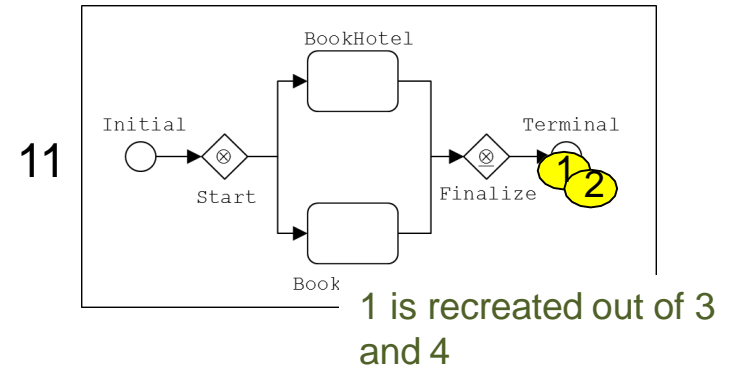 BookHotel
Initial
Terminal
11
1
2
Start
Finalize
Book
1 is recreated out of 3
and 4